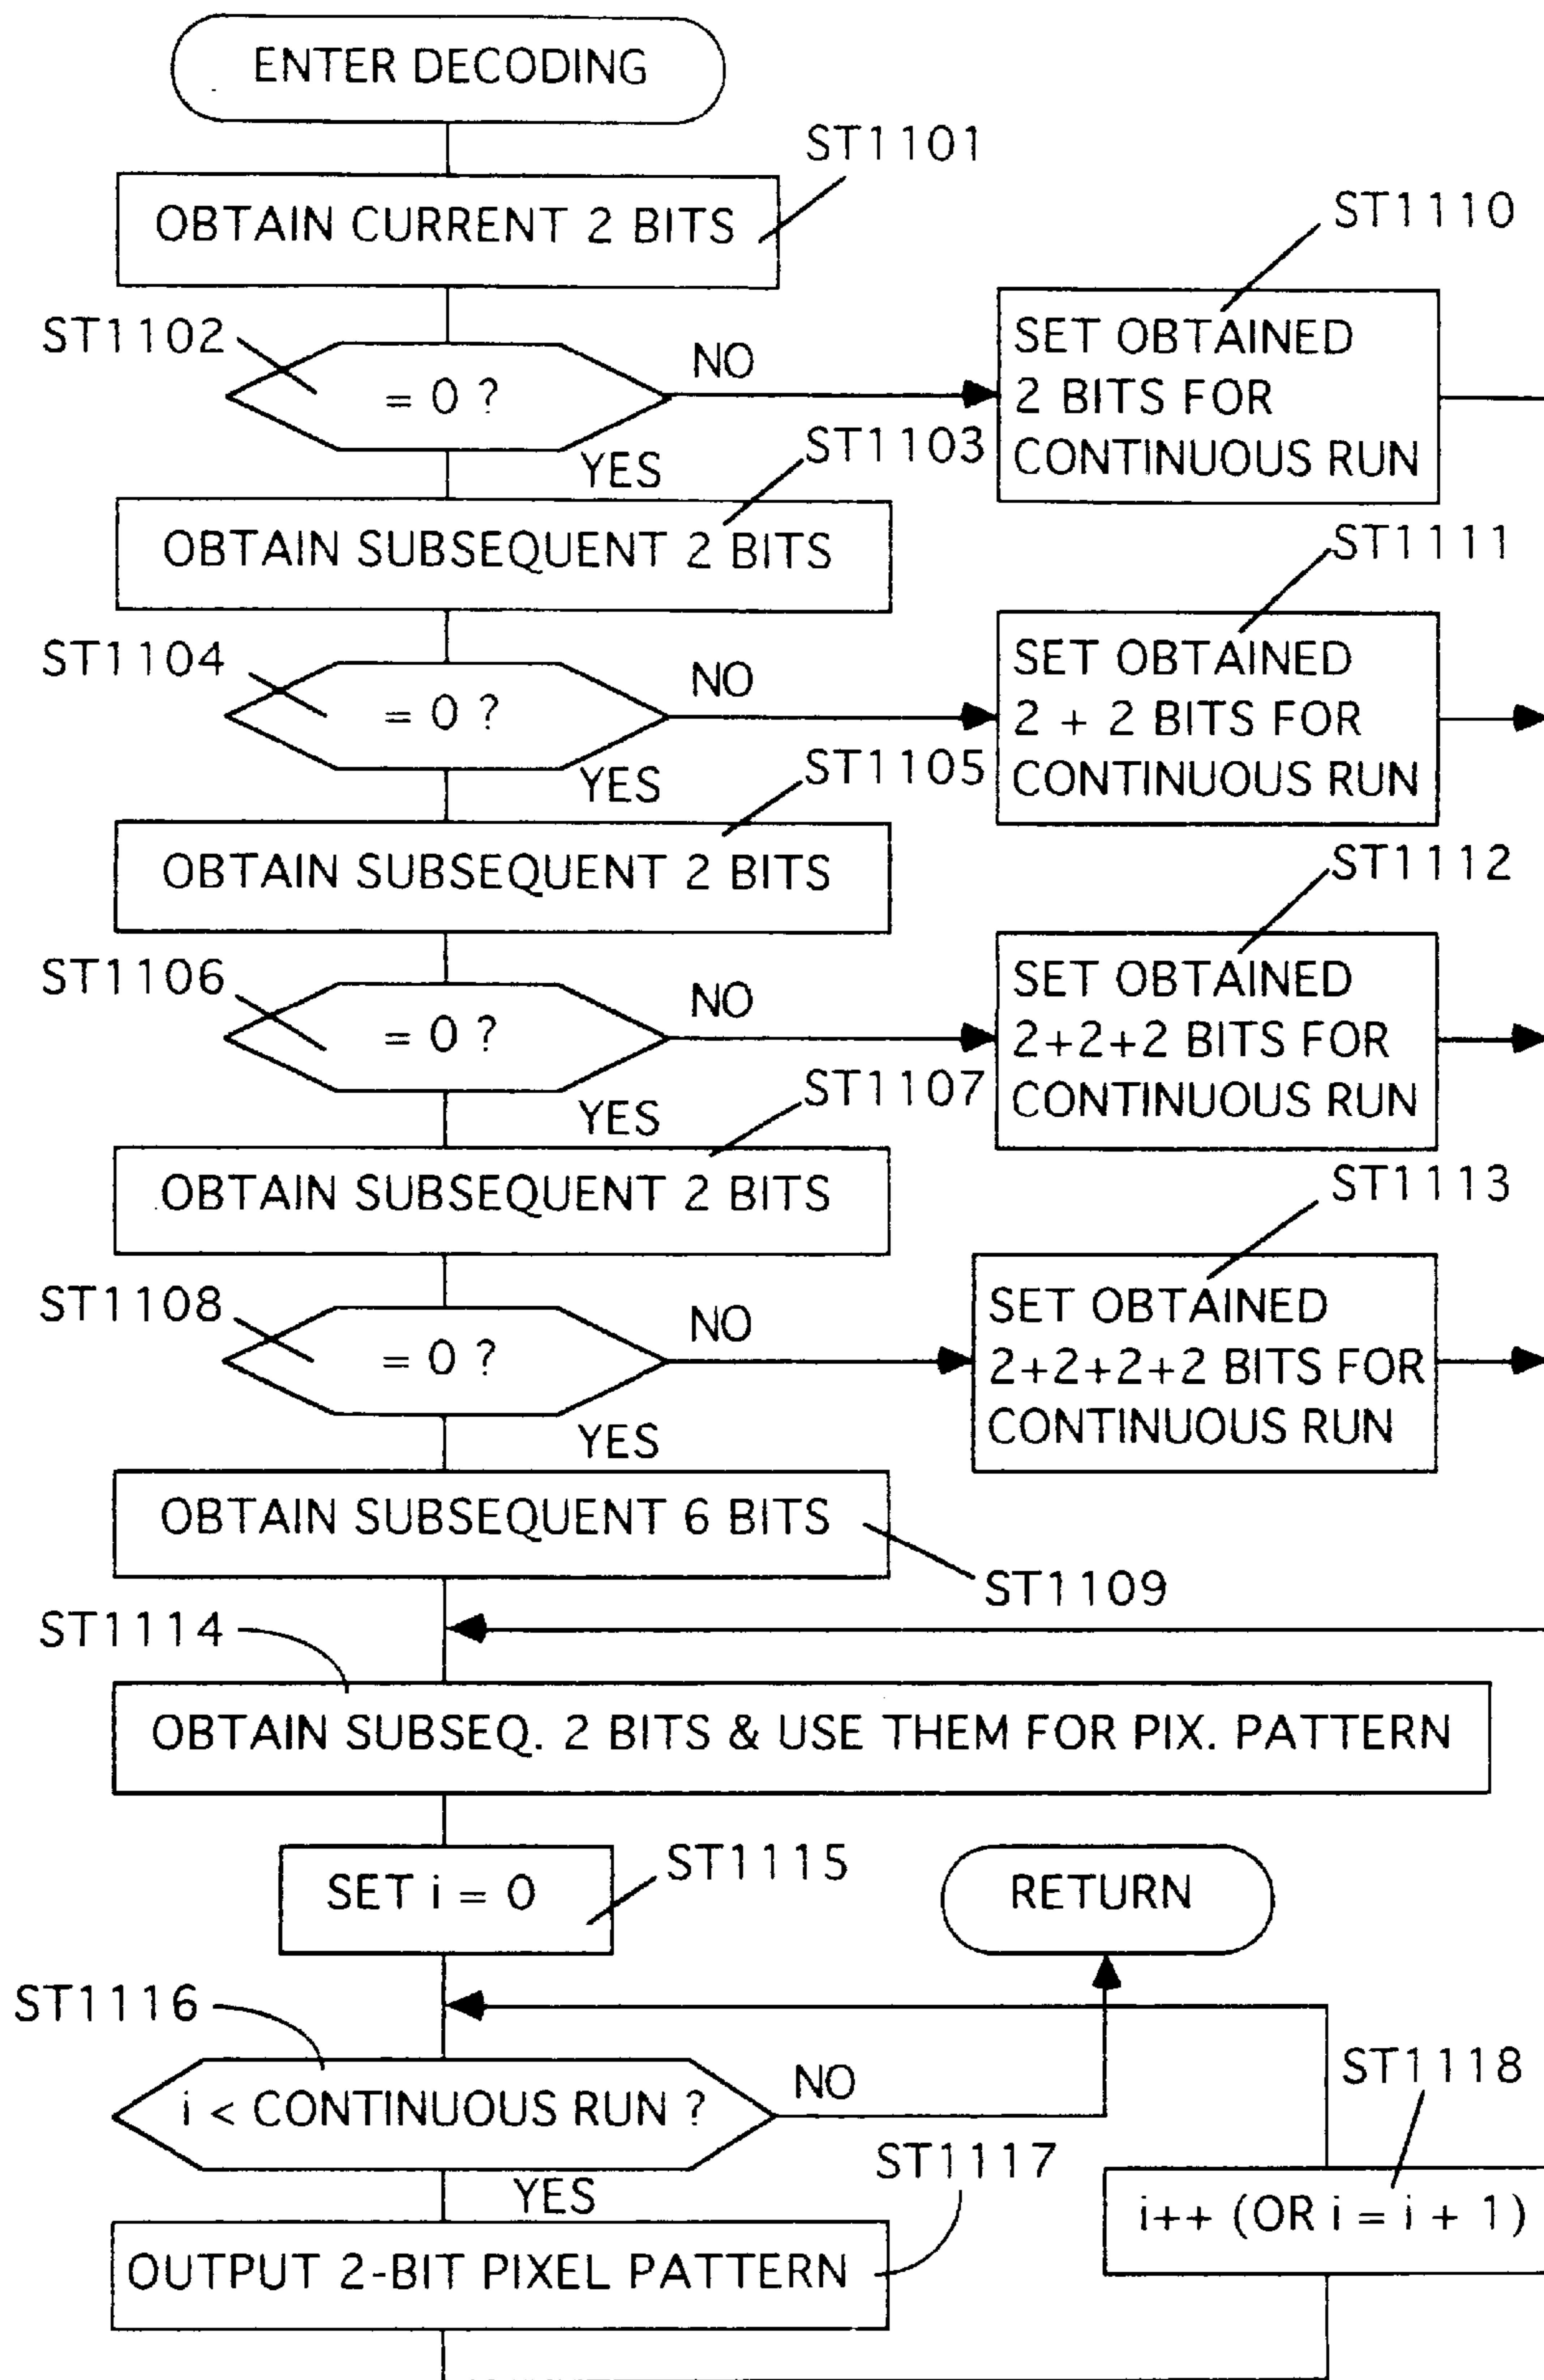 ENTER DECODING
ST1101
OBTAIN CURRENT 2 BITS
ST1110
ST1102
= 0 ?
NO
SET OBTAINED
2 BITS FOR
CONTINUOUS RUN
YES
ST1103
OBTAIN SUBSEQUENT 2 BITS
ST1111
ST1104
= 0 ?
NO
SET OBTAINED
2 + 2 BITS FOR
CONTINUOUS RUN
YES
ST1105
OBTAIN SUBSEQUENT 2 BITS
ST1112
ST1106
= 0 ?
NO
SET OBTAINED
2+2+2 BITS FOR
CONTINUOUS RUN
YES
ST1107
OBTAIN SUBSEQUENT 2 BITS
ST1113
ST1108
= 0 ?
NO
SET OBTAINED
2+2+2+2 BITS FOR
CONTINUOUS RUN
YES
OBTAIN SUBSEQUENT 6 BITS
ST1109
ST1114
OBTAIN SUBSEQ. 2 BITS & USE THEM FOR PIX. PATTERN
SET i = 0
ST1115
RETURN
ST1116
i < CONTINUOUS RUN ?
NO
ST1118
YES
ST1117
i++ (OR i = i + 1)
OUTPUT 2-BIT PIXEL PATTERN